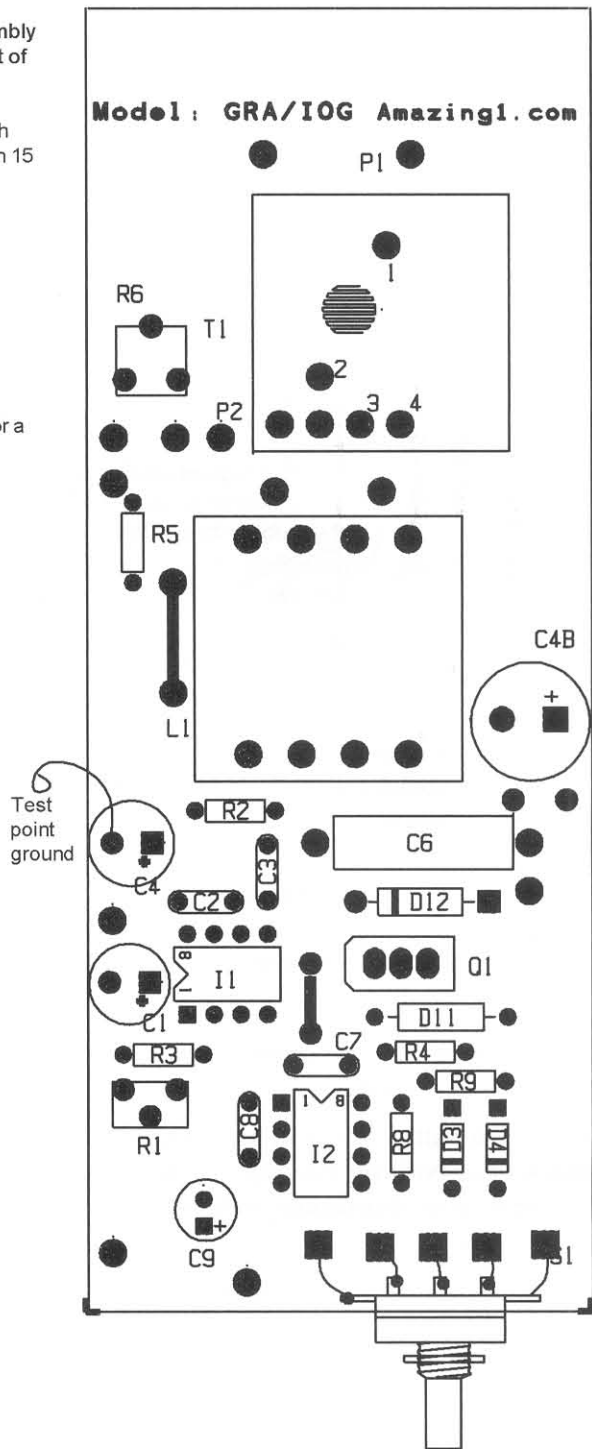 mbly
t of
h
n 15
or a
Model: GRA/IOG Amazing1.com
P1
1
R6
T1
2
P2
3 4
R5
C4B
+
L1
Test
point
ground
R2
C6
C3
+
C4
C2
D12
8
1
I1
Q1
+
C1
D11
C7
R3
R4
R9
1 8
C8
I2
R8
D3
D4
R1
+
C9
S1